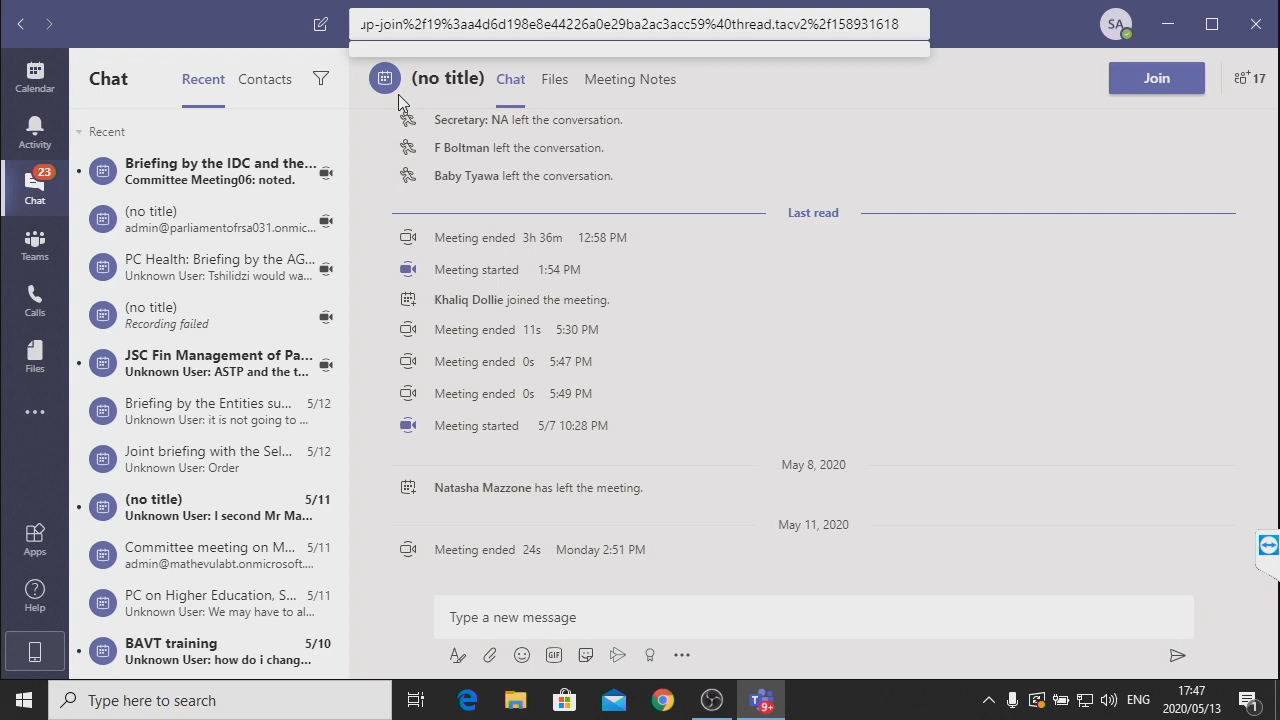 up-join%2f19%3aa4d6d198e8e44226a0e29ba2ac3acc59%40thread.tacv2%2f158931618
SA
Calendar
Activity
23
Chat
Teams
Calls
Files
Apps
Help
Chat
Recent
Contacts
Recent
Briefing by the IDC and the...
Committee Meeting06: noted.
(no title)
admin@parliamentofrsa031.onmic...
PC Health: Briefing by the AG...
Unknown User: Tshilidzi would wa...
(no title)
Recording failed
JSC Fin Management of Pa...
Unknown User: ASTP and the t...
Briefing by the Entities su... 5/12
Unknown User: it is not going to ...
Joint briefing with the Sel... 5/12
Unknown User: Order
(no title) 5/11
Unknown User: I second Mr Ma...
Committee meeting on M... 5/11
admin@mathevulabt.onmicrosoft....
PC on Higher Education, S... 5/11
Unknown User: We may have to al...
BAVT training 5/10
Unknown User: how do i chang...
(no title)
Chat
Files
Meeting Notes
Join
17
Secretary: NA left the conversation.
F Boltman left the conversation.
Baby Tyawa left the conversation.
Last read
Meeting ended 3h 36m 12:58 PM
Meeting started 1:54 PM
Khaliq Dollie joined the meeting.
Meeting ended 11s 5:30 PM
Meeting ended 0s 5:47 PM
Meeting ended 0s 5:49 PM
Meeting started 5/7 10:28 PM
May 8, 2020
Natasha Mazzone has left the meeting.
May 11, 2020
Meeting ended 24s Monday 2:51 PM
Type a new message
GIF
Type here to search
9+
ENG
17:47
2020/05/13
1